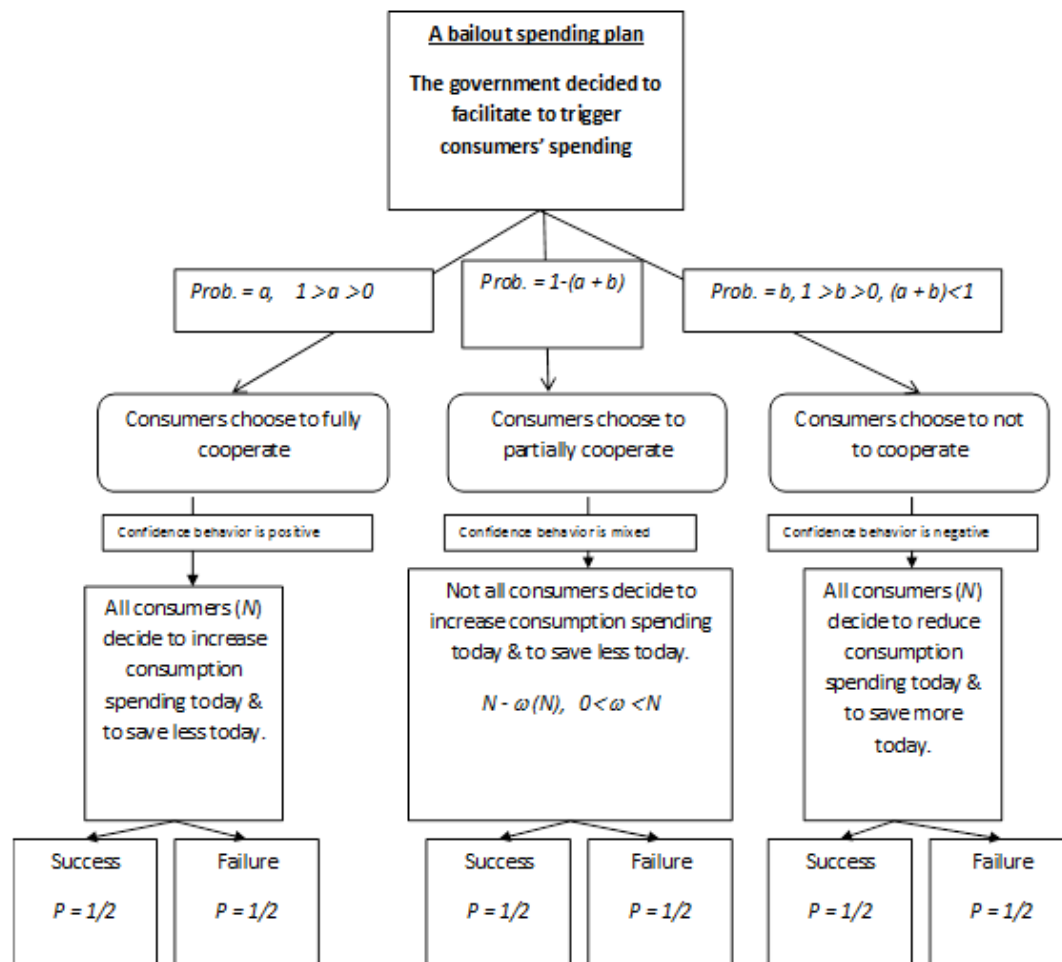 A bailout spending plan
The government decided to
facilitate to trigger
consumers' spending
Prob. = a, 1 >a >0
Prob. = 1-(a + b)
Prob. = b, 1 >b >0, (a + b)<1
Consumers choose to fully
cooperate
Consumers choose to
partially cooperate
Consumers choose to not
to cooperate
Confidence behavior is positive
Confidence behavior is mixed
Confidence behavior is negative
All consumers (N)
decide to increase
consumption
spending today &
to save less today.
Not all consumers decide to
increase consumption spending
today & to save less today.
N - ω (N), 0< ω <N
All consumers (N)
decide to reduce
consumption
spending today &
to save more
today.
Success
P = 1/2
Failure
P = 1/2
Success
P = 1/2
Failure
P = 1/2
Success
P = 1/2
Failure
P = 1/2